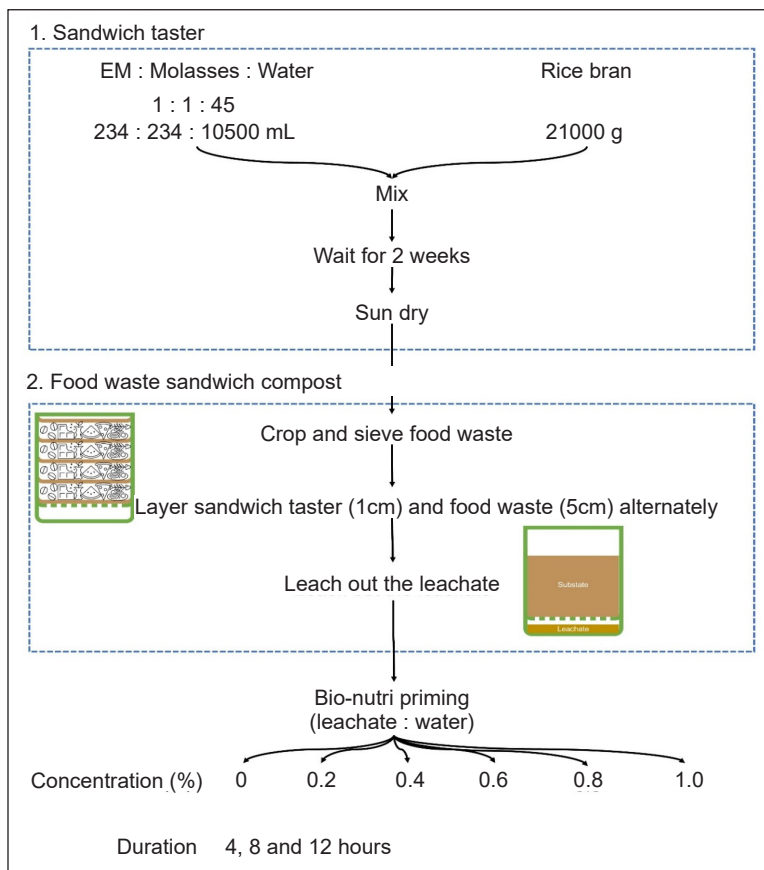 1. Sandwich taster
EM : Molasses : Water
Rice bran
1 : 1 : 45
234 : 234 : 10500 mL
21000 g
Mix
Wait for 2 weeks
Sun dry
2. Food waste sandwich compost
Crop and sieve food waste
Layer sandwich taster (1cm) and food waste (5cm) alternately
Substate
Leach out the leachate
Leachate
Bio-nutri priming
(leachate : water)
Concentration (%) 0 0.2 0.4 0.6 0.8 1.0
Duration 4, 8 and 12 hours